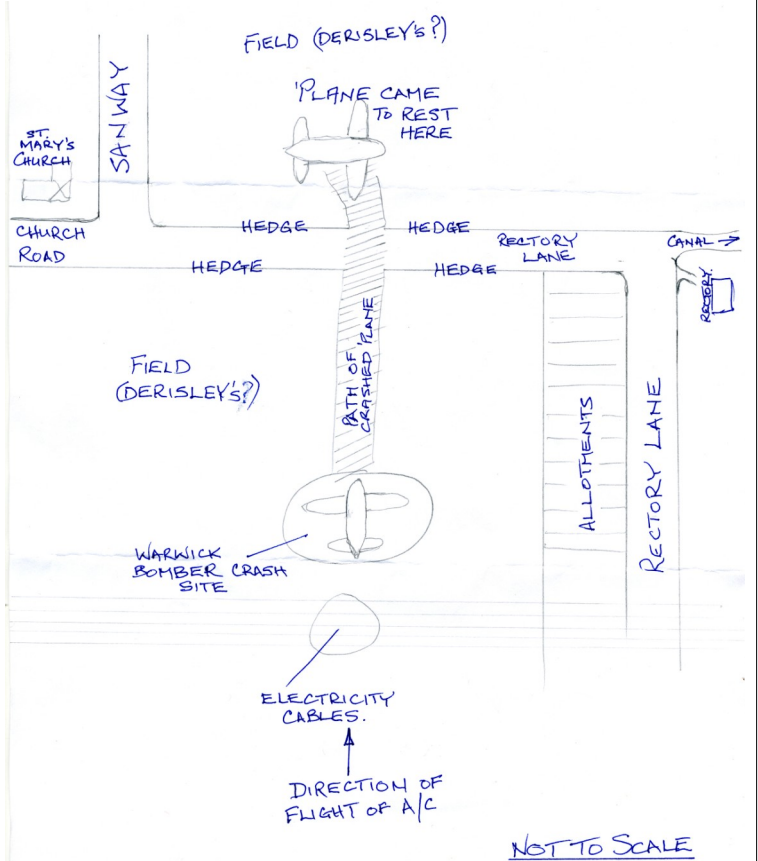 FIELD (DERISLEY'S?)
'PLANE CAME
TO REST
HERE
SANWAY
ST.
MARY'S
CHURCH
HEDGE
HEDGE
CHURCH
ROAD
RECTORY
LANE
CANAL →
HEDGE
HEDGE
RECTORY
PATH OF
CRASHED 'PLANE
FIELD
(DERISLEY'S?)
ALLOTMENTS
RECTORY LANE
WARWICK
BOMBER CRASH
SITE
ELECTRICITY
CABLES.
DIRECTION OF
FLIGHT OF A/C
NOT TO SCALE